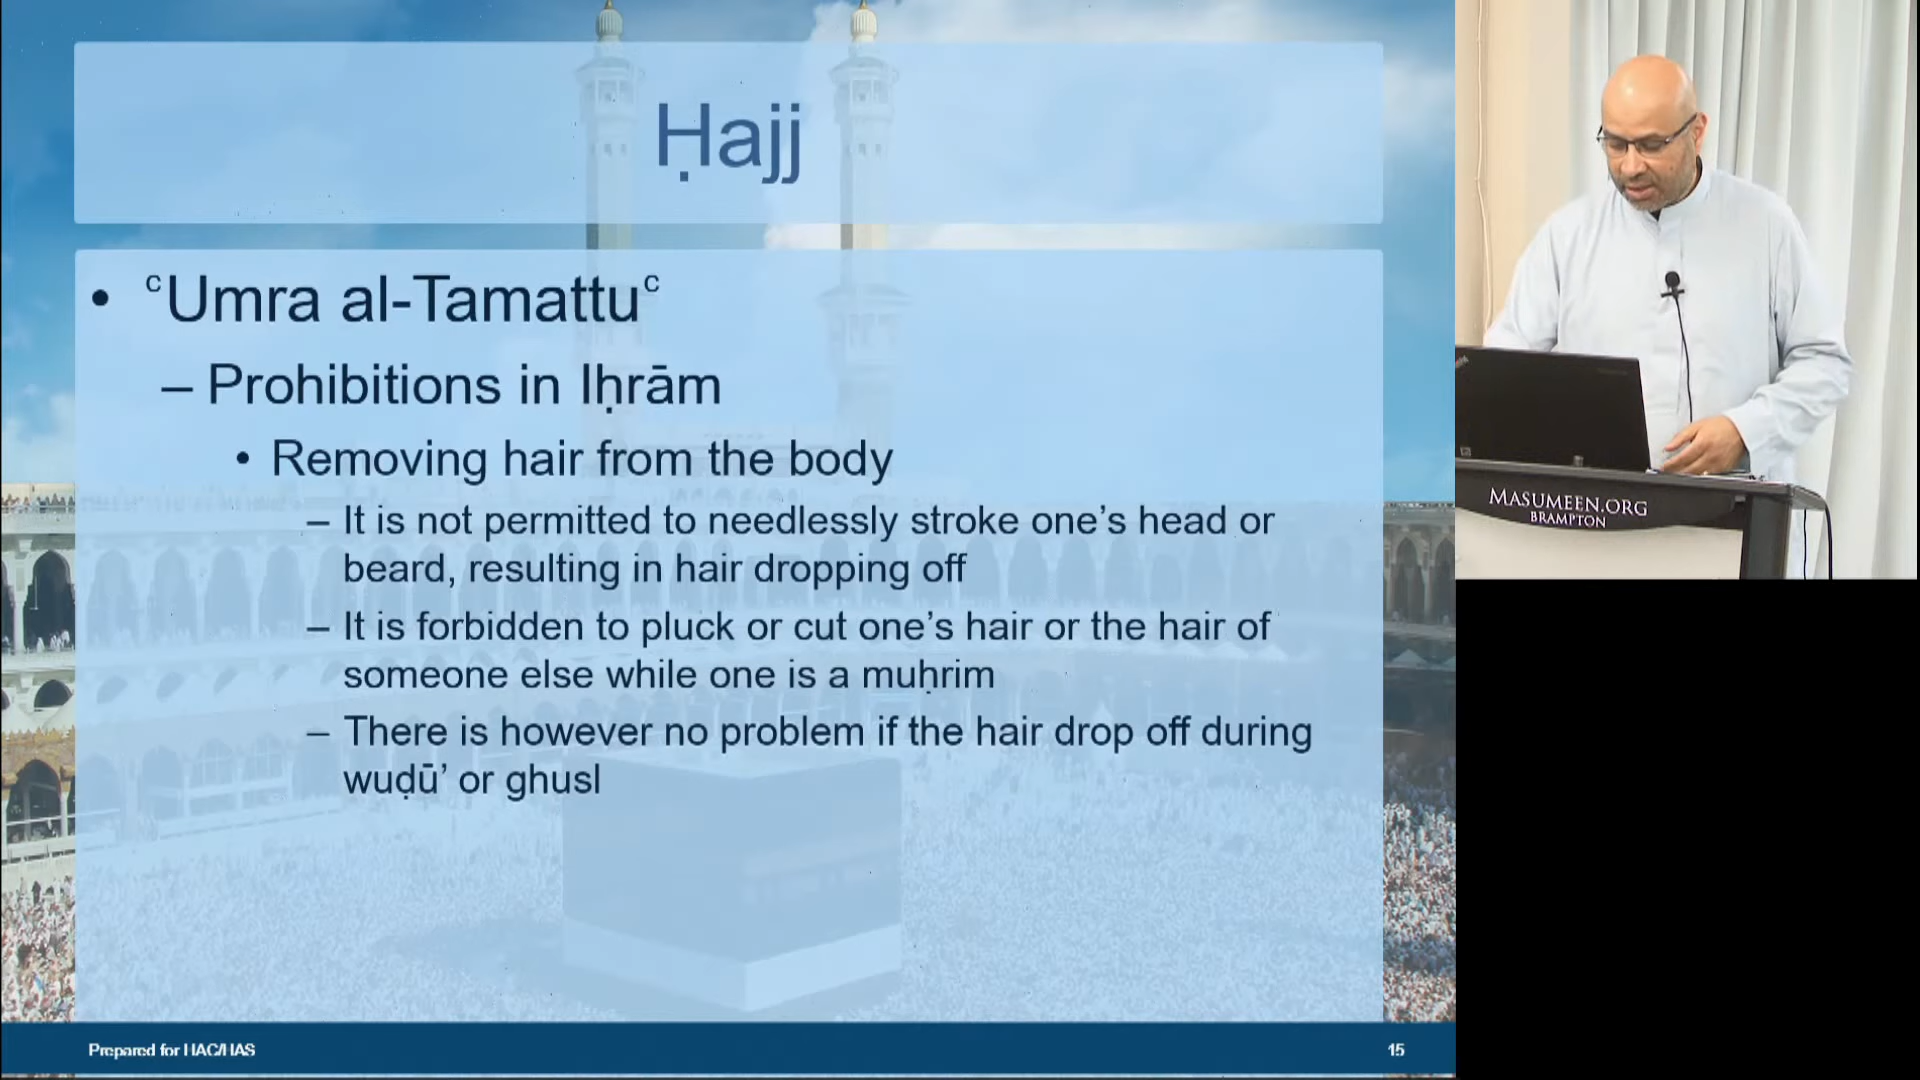 Ḥajj
• ᶜUmra al-Tamattuᶜ
– Prohibitions in Iḥrām
• Removing hair from the body
– It is not permitted to needlessly stroke one’s head or
beard, resulting in hair dropping off
– It is forbidden to pluck or cut one’s hair or the hair of
someone else while one is a muḥrim
– There is however no problem if the hair drop off during
wuḍū’ or ghusl
Prepared for HAC/HAS
15
MASUMEEN.ORG
BRAMPTON